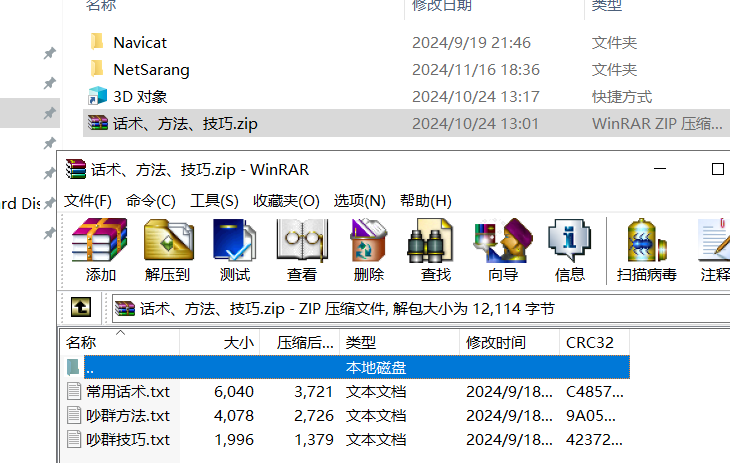 名称 修改日期 类型
Navicat 2024/9/19 21:46 文件夹
NetSarang 2024/11/16 18:36 文件夹
3D 对象 2024/10/24 13:17 快捷方式
话术、方法、技巧.zip 2024/10/24 13:01 WinRAR ZIP 压缩...
话术、方法、技巧.zip - WinRAR
ard Dis
文件(F) 命令(C) 工具(S) 收藏夹(O) 选项(N) 帮助(H)
添加 解压到 测试 查看 删除 查找 向导 信息 扫描病毒 注释
话术、方法、技巧.zip - ZIP 压缩文件, 解包大小为 12,114 字节
名称 大小 压缩后... 类型 修改时间 CRC32
.. 本地磁盘
常用话术.txt 6,040 3,721 文本文档 2024/9/18... C4857...
吵群方法.txt 4,078 2,726 文本文档 2024/9/18... 9A05...
吵群技巧.txt 1,996 1,379 文本文档 2024/9/18... 42372...